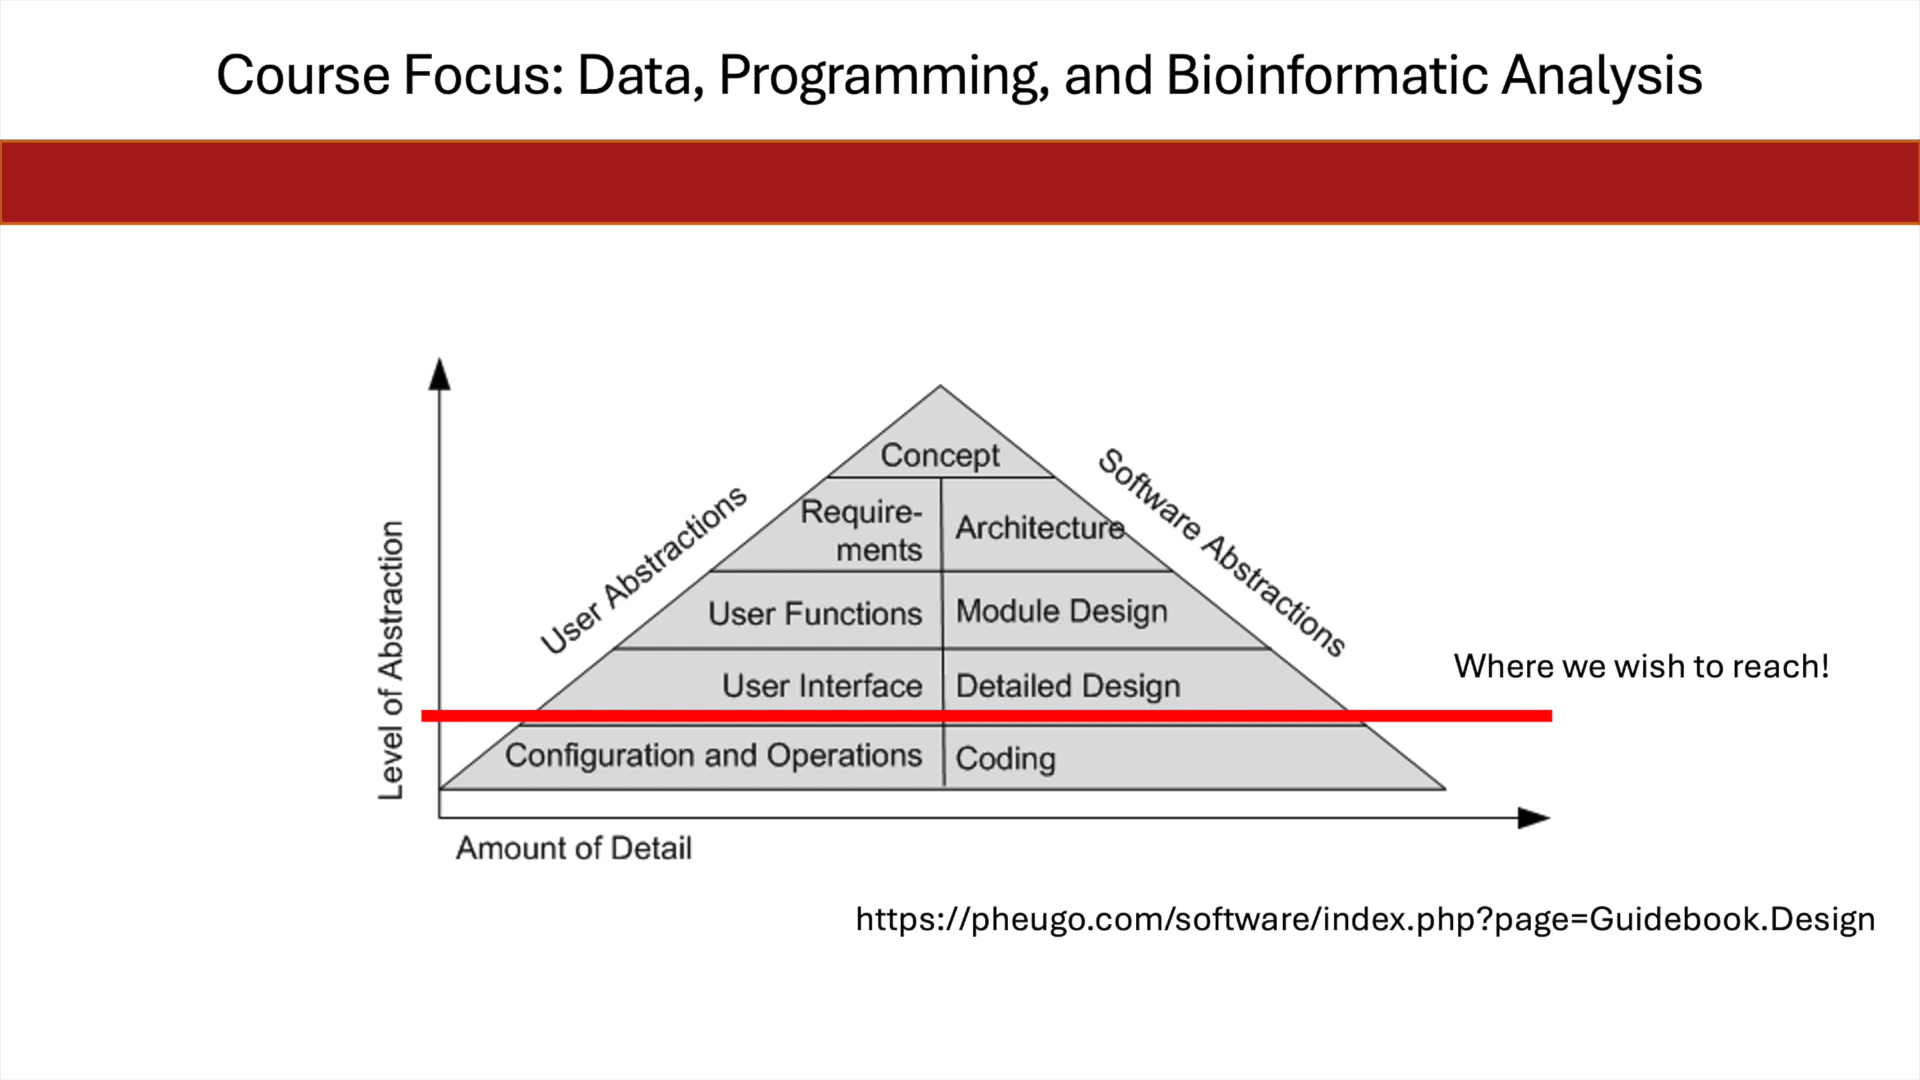 Course Focus: Data, Programming, and Bioinformatic Analysis
Level of Abstraction
User Abstractions
Software Abstractions
Concept
Require-
ments
Architecture
User Functions
Module Design
User Interface
Detailed Design
Where we wish to reach!
Configuration and Operations
Coding
Amount of Detail
https://pheugo.com/software/index.php?page=Guidebook.Design